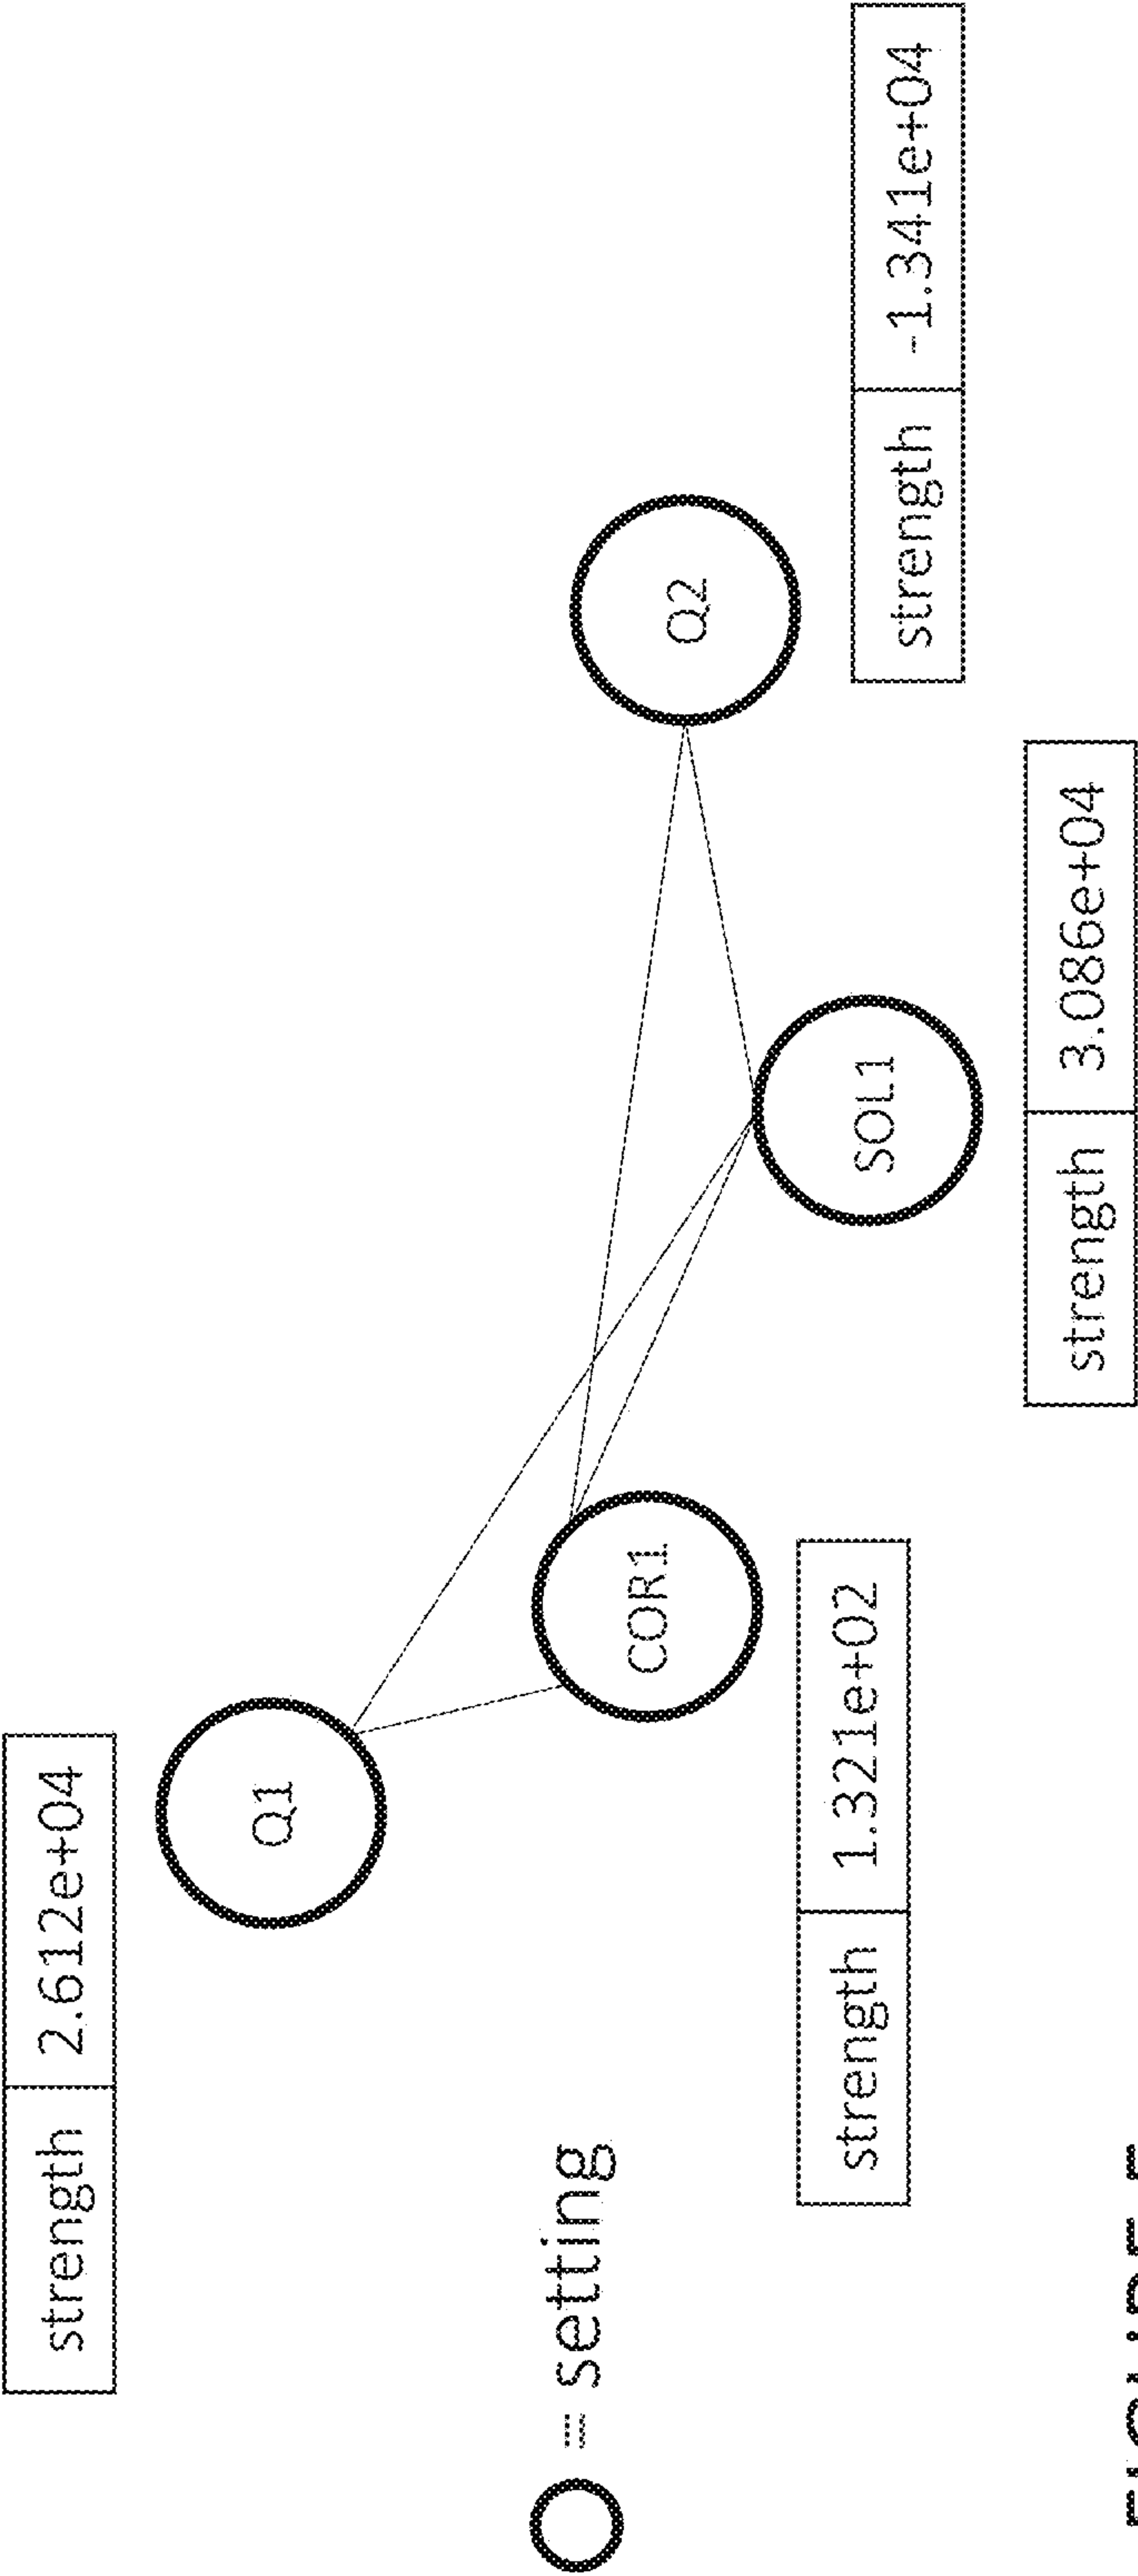 strength 2.612e+04
Q1
= setting
COR1
strength 1.321e+02
Q2
SOL1
strength -1.341e+04
strength 3.086e+04